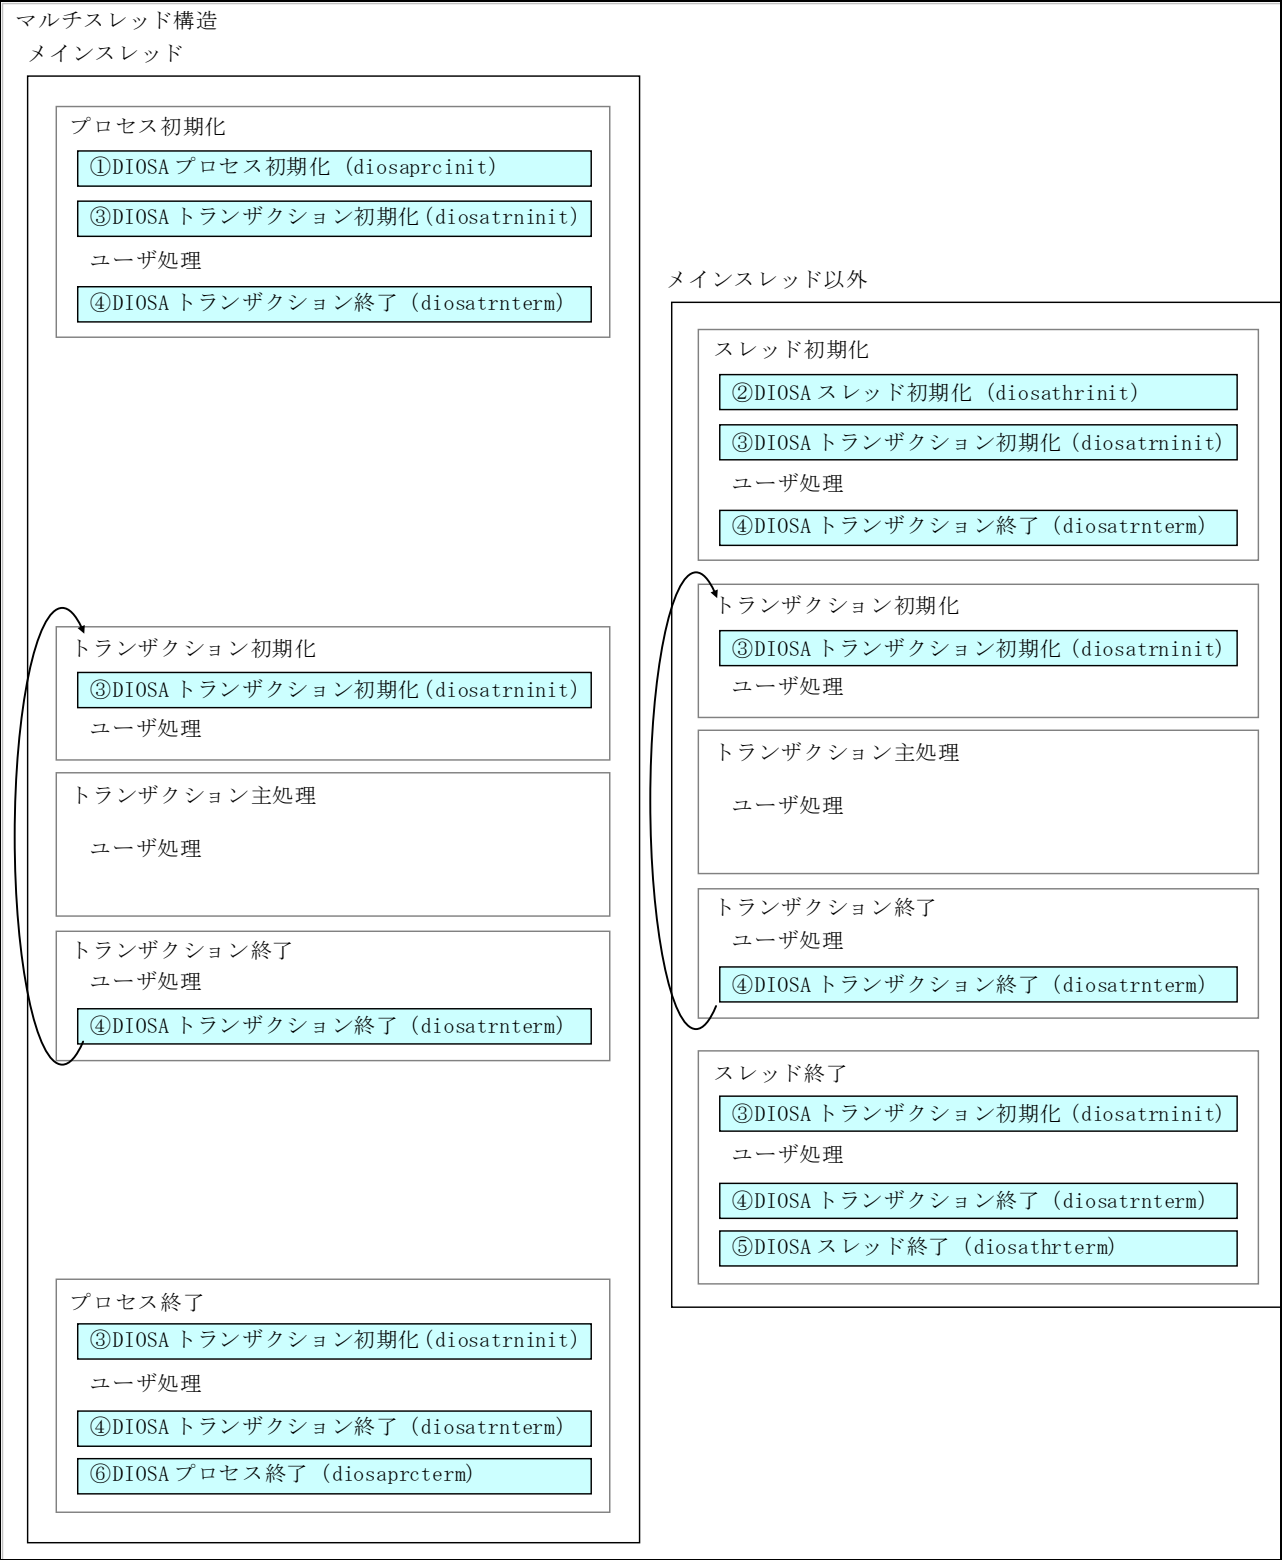 マルチスレッド構造
メインスレッド
プロセス初期化
①DIOSAプロセス初期化 (diosaprcinit)
③DIOSAトランザクション初期化(diosatrninit)
ユーザ処理
④DIOSAトランザクション終了 (diosatrnterm)
トランザクション初期化
③DIOSAトランザクション初期化(diosatrninit)
ユーザ処理
トランザクション主処理
ユーザ処理
トランザクション終了
ユーザ処理
④DIOSAトランザクション終了 (diosatrnterm)
プロセス終了
③DIOSAトランザクション初期化(diosatrninit)
ユーザ処理
④DIOSAトランザクション終了 (diosatrnterm)
⑥DIOSAプロセス終了 (diosaprcterm)
メインスレッド以外
スレッド初期化
②DIOSAスレッド初期化 (diosathrinit)
③DIOSAトランザクション初期化 (diosatrninit)
ユーザ処理
④DIOSAトランザクション終了 (diosatrnterm)
トランザクション初期化
③DIOSAトランザクション初期化 (diosatrninit)
ユーザ処理
トランザクション主処理
ユーザ処理
トランザクション終了
ユーザ処理
④DIOSAトランザクション終了 (diosatrnterm)
スレッド終了
③DIOSAトランザクション初期化 (diosatrninit)
ユーザ処理
④DIOSAトランザクション終了 (diosatrnterm)
⑤DIOSAスレッド終了 (diosathrterm)